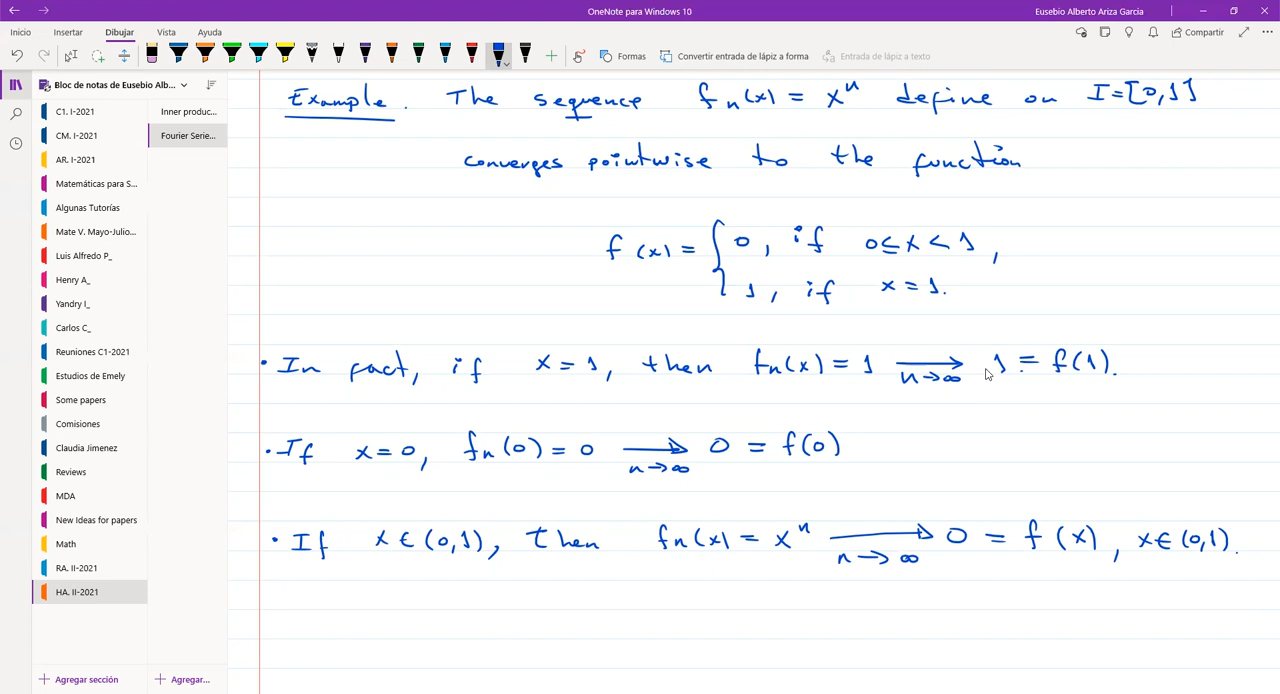 OneNote para Windows 10
Eusebio Alberto Ariza Garcia
Inicio Insertar Dibujar Vista Ayuda
Compartir
Formas Convertir entrada de lápiz a forma Entrada de lápiz a texto
Bloc de notas de Eusebio Alb...
C1. I-2021
CM. I-2021
AR. I-2021
Matemáticas para S...
Algunas Tutorías
Mate V. Mayo-Julio...
Luis Alfredo P_
Henry A_
Yandry I_
Carlos C_
Reuniones C1-2021
Estudios de Emely
Some papers
Comisiones
Claudia Jimenez
Reviews
MDA
New Ideas for papers
Math
RA. II-2021
HA. II-2021
Agregar sección
Inner produc...
Fourier Serie...
Agregar...
Example. The sequence fn(x) = x^n define on I=[0,1]
converges pointwise to the function
f(x) = { 0, if 0≤x<1,
1, if x=1.
• In fact, if x=1, then fn(x) = 1 ⟶ 1 = f(1).
n→∞
• If x=0, fn(0) = 0 ⟶ 0 = f(0)
n→∞
• If x∈(0,1), then fn(x) = x^n ⟶ 0 = f(x), x∈(0,1).
n→∞